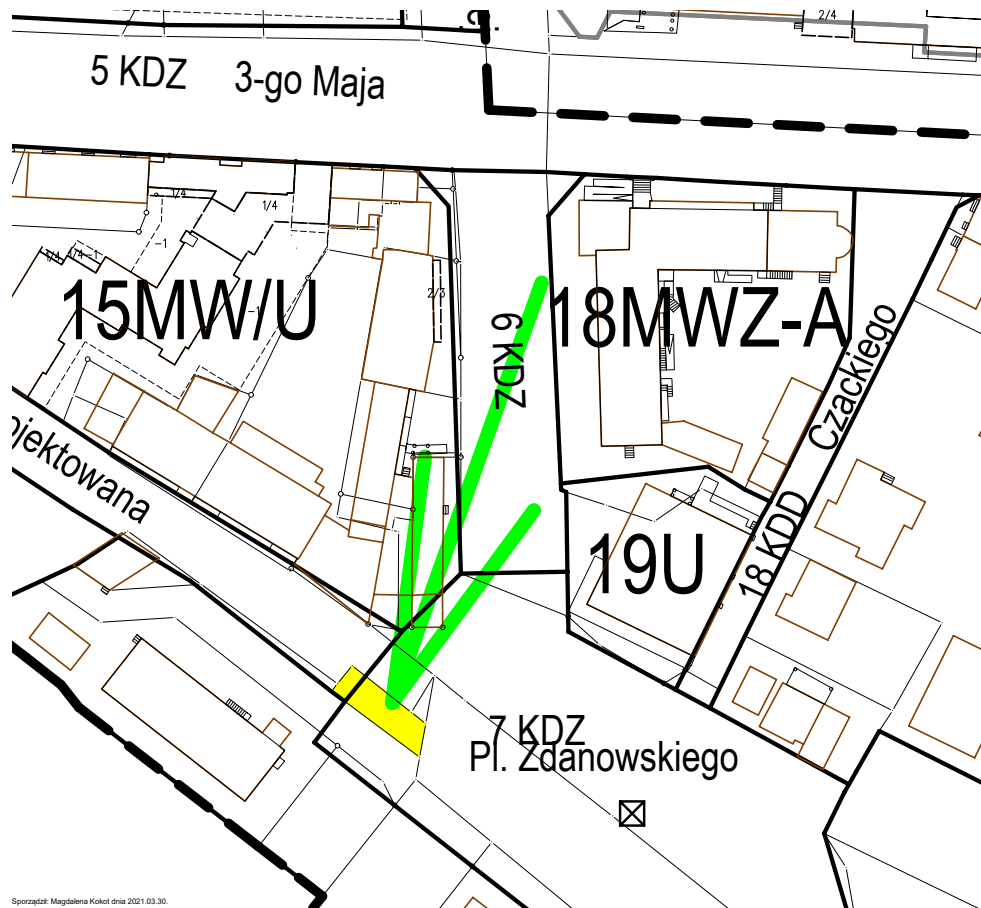 2/4
5 KDZ 3-go Maja
1/4
1/4
-1
1/4
1/4
-1
2/3
15MW/U
-1
6 KDZ
18MWZ-A
Czackiego
ojektowana
19U
18 KDD
7 KDZ
Pl. Zdanowskiego
Sporządził: Magdalena Kokot dnia 2021.03.30.